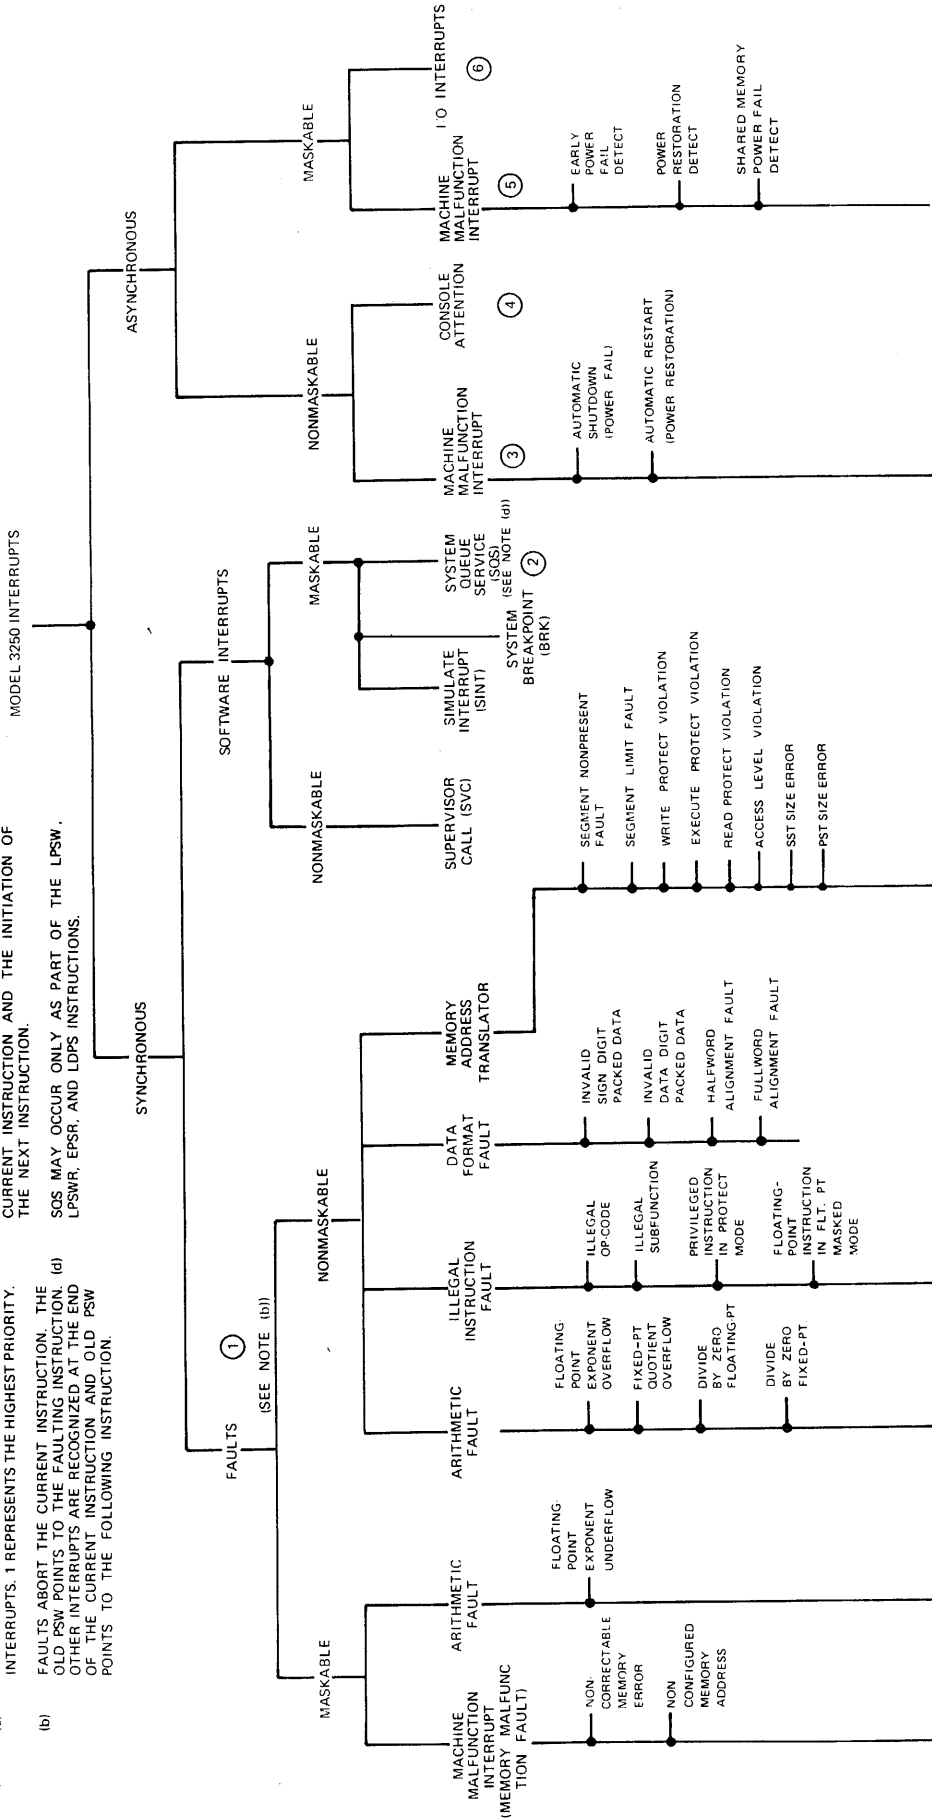 INTERRUPTS. 1 REPRESENTS THE HIGHEST PRIORITY.
(b)
FAULTS ABORT THE CURRENT INSTRUCTION. THE
OLD PSW POINTS TO THE FAULTING INSTRUCTION.
OTHER INTERRUPTS ARE RECOGNIZED AT THE END
OF THE CURRENT INSTRUCTION AND OLD PSW
POINTS TO THE FOLLOWING INSTRUCTION.
CURRENT INSTRUCTION AND THE INITIATION OF
THE NEXT INSTRUCTION.
(d)
SQS MAY OCCUR ONLY AS PART OF THE LPSW,
LPSWR, EPSR, AND LDPS INSTRUCTIONS.
MODEL 3250 INTERRUPTS
SYNCHRONOUS
ASYNCHRONOUS
FAULTS
1
(SEE NOTE (b))
SOFTWARE INTERRUPTS
MASKABLE
NONMASKABLE
NONMASKABLE
MASKABLE
NONMASKABLE
MASKABLE
MACHINE
MALFUNCTION
INTERRUPT
(MEMORY MALFUNC
TION FAULT)
NON-
CORRECTABLE
MEMORY
ERROR
NON
CONFIGURED
MEMORY
ADDRESS
ARITHMETIC
FAULT
FLOATING-
POINT
EXPONENT
UNDERFLOW
ARITHMETIC
FAULT
FLOATING-
POINT
EXPONENT
OVERFLOW
FIXED-PT
QUOTIENT
OVERFLOW
DIVIDE
BY ZERO
FLOATING-PT
DIVIDE
BY ZERO
FIXED-PT
ILLEGAL
INSTRUCTION
FAULT
ILLEGAL
OP-CODE
ILLEGAL
SUBFUNCTION
PRIVILEGED
INSTRUCTION
IN PROTECT
MODE
FLOATING-
POINT
INSTRUCTION
IN FLT. PT
MASKED
MODE
DATA
FORMAT
FAULT
INVALID
SIGN DIGIT
PACKED DATA
INVALID
DATA DIGIT
PACKED DATA
HALFWORD
ALIGNMENT FAULT
FULLWORD
ALIGNMENT FAULT
MEMORY
ADDRESS
TRANSLATOR
SEGMENT NONPRESENT
FAULT
SEGMENT LIMIT FAULT
WRITE PROTECT VIOLATION
EXECUTE PROTECT VIOLATION
READ PROTECT VIOLATION
ACCESS LEVEL VIOLATION
SST SIZE ERROR
PST SIZE ERROR
SUPERVISOR
CALL (SVC)
SIMULATE
INTERRUPT
(SINT)
SYSTEM
BREAKPOINT
(BRK)
SYSTEM
QUEUE
SERVICE
(SQS)
(SEE NOTE (d))
2
MACHINE
MALFUNCTION
INTERRUPT
3
AUTOMATIC
SHUTDOWN
(POWER FAIL)
AUTOMATIC RESTART
(POWER RESTORATION)
CONSOLE
ATTENTION
4
MACHINE
MALFUNCTION
INTERRUPT
5
EARLY
POWER
FAIL
DETECT
POWER
RESTORATION
DETECT
SHARED MEMORY
POWER FAIL
DETECT
I/O INTERRUPTS
6